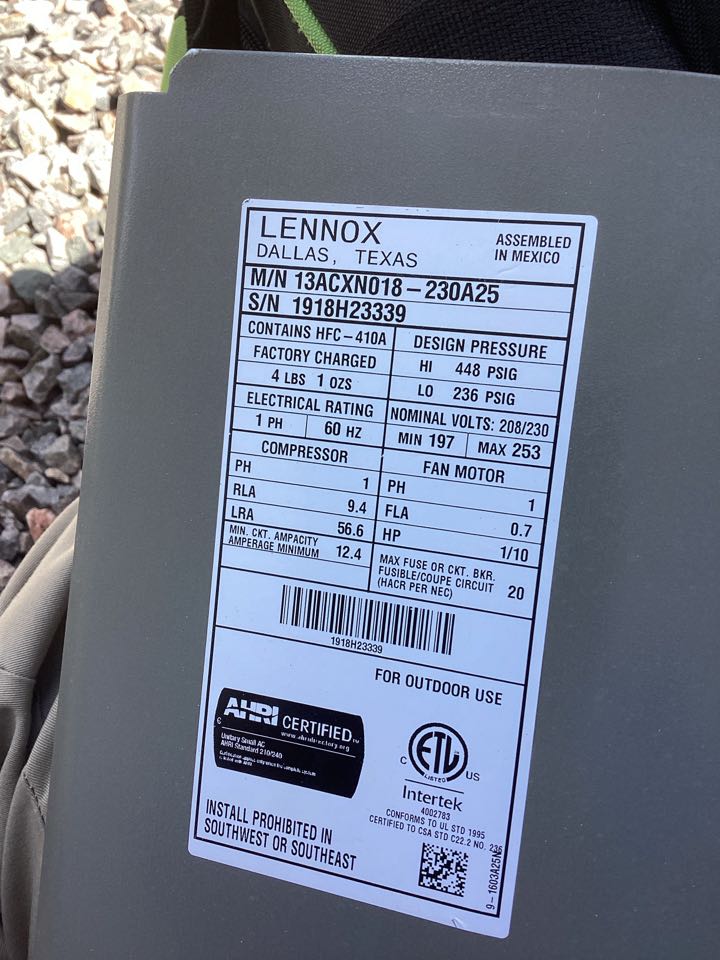 LENNOX
DALLAS, TEXAS
ASSEMBLED
IN MEXICO
M/N 13ACXN018-230A25
S/N 1918H23339
CONTAINS HFC-410A
FACTORY CHARGED
4 LBS 1 OZS
DESIGN PRESSURE
HI 448 PSIG
LO 236 PSIG
ELECTRICAL RATING
1 PH 60 HZ
NOMINAL VOLTS: 208/230
MIN 197 MAX 253
COMPRESSOR
PH 1
RLA 9.4
LRA 56.6
MIN. CKT. AMPACITY
AMPERAGE MINIMUM 12.4
FAN MOTOR
PH 1
FLA 0.7
HP 1/10
MAX FUSE OR CKT. BKR.
FUSIBLE/COUPE CIRCUIT
(HACR PER NEC) 20
1918H23339
FOR OUTDOOR USE
AHRI CERTIFIED TM
www.ahridirectory.org
Unitary Small AC
AHRI Standard 210/240
C ETL US
LISTED
Intertek
4002783
CONFORMS TO UL STD 1995
CERTIFIED TO CSA STD C22.2 NO. 236
INSTALL PROHIBITED IN
SOUTHWEST OR SOUTHEAST